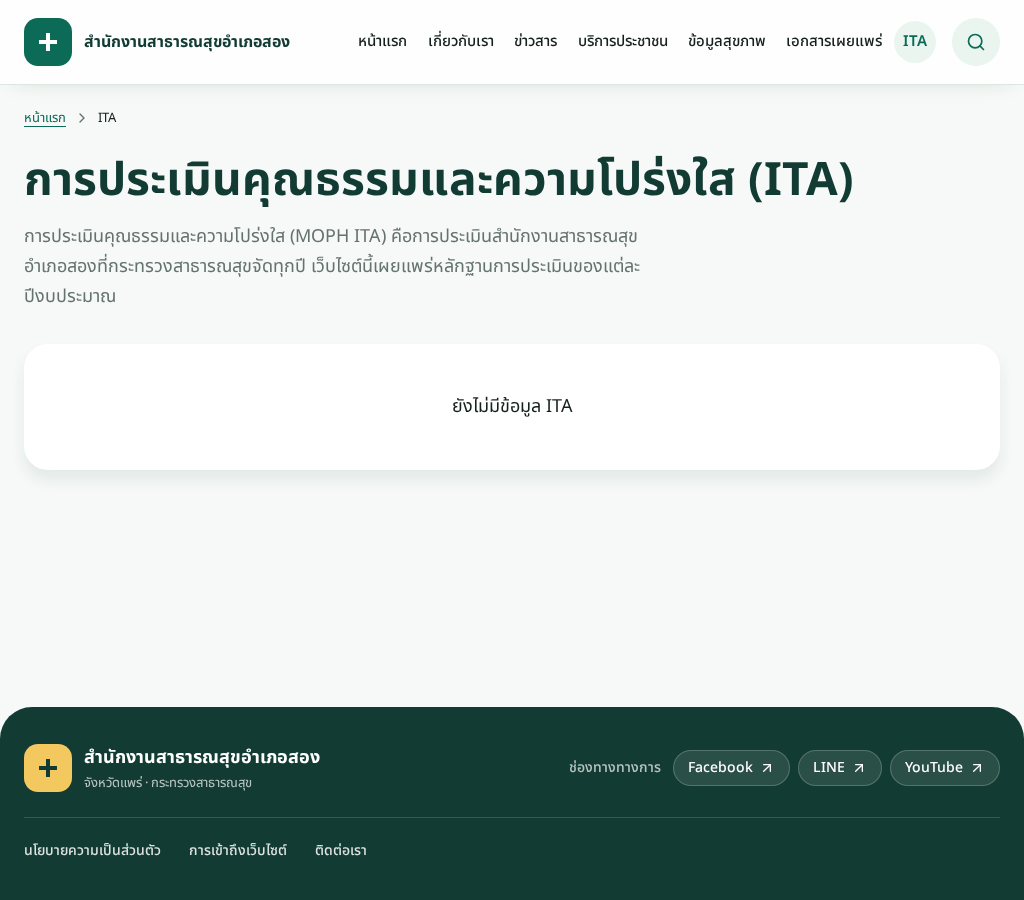 สำนักงานสาธารณสุขอำเภอสอง
หน้าแรก เกี่ยวกับเรา ข่าวสาร บริการประชาชน ข้อมูลสุขภาพ เอกสารเผยแพร่ ITA
หน้าแรก ITA
การประเมินคุณธรรมและความโปร่งใส (ITA)
การประเมินคุณธรรมและความโปร่งใส (MOPH ITA) คือการประเมินสำนักงานสาธารณสุข
อำเภอสองที่กระทรวงสาธารณสุขจัดทุกปี เว็บไซต์นี้เผยแพร่หลักฐานการประเมินของแต่ละ
ปีงบประมาณ
ยังไม่มีข้อมูล ITA
สำนักงานสาธารณสุขอำเภอสอง
จังหวัดแพร่ · กระทรวงสาธารณสุข
ช่องทางทางการ Facebook LINE YouTube
นโยบายความเป็นส่วนตัว การเข้าถึงเว็บไซต์ ติดต่อเรา